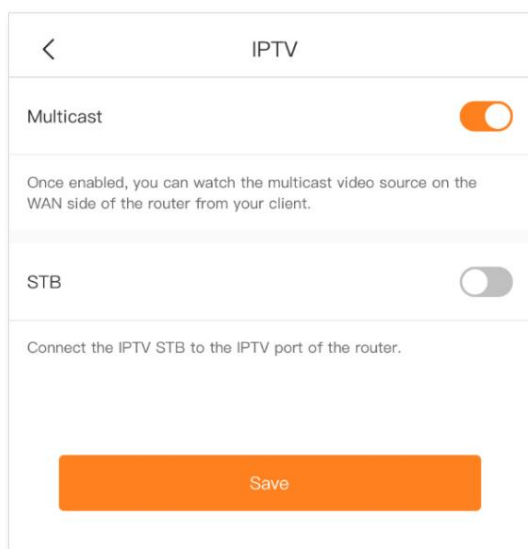 IPTV
Multicast
Once enabled, you can watch the multicast video source on the
WAN side of the router from your client.
STB
Connect the IPTV STB to the IPTV port of the router.
Save